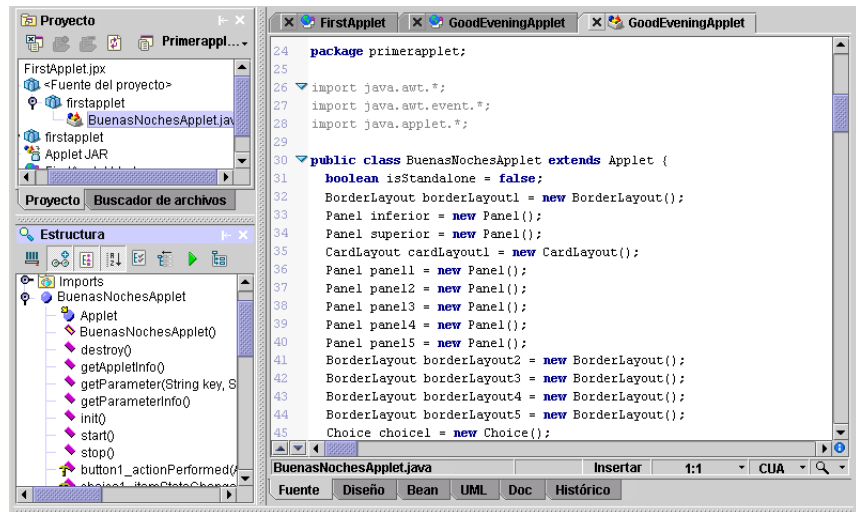 Proyecto
Primerappl...
FirstApplet.jpx
<Fuente del proyecto>
firstapplet
BuenasNochesApplet.jav
firstapplet
Applet JAR
Proyecto Buscador de archivos
Estructura
Imports
BuenasNochesApplet
Applet
BuenasNochesApplet()
destroy()
getAppletInfo()
getParameter(String key, S
getParameterInfo()
init()
start()
stop()
button1_actionPerformed(A
FirstApplet GoodEveningApplet GoodEveningApplet
24 package primerapplet;
25
26 import java.awt.*;
27 import java.awt.event.*;
28 import java.applet.*;
29
30 public class BuenasNochesApplet extends Applet {
31 boolean isStandalone = false;
32 BorderLayout borderLayout1 = new BorderLayout();
33 Panel inferior = new Panel();
34 Panel superior = new Panel();
35 CardLayout cardLayout1 = new CardLayout();
36 Panel panel1 = new Panel();
37 Panel panel2 = new Panel();
38 Panel panel3 = new Panel();
39 Panel panel4 = new Panel();
40 Panel panel5 = new Panel();
41 BorderLayout borderLayout2 = new BorderLayout();
42 BorderLayout borderLayout3 = new BorderLayout();
43 BorderLayout borderLayout4 = new BorderLayout();
44 BorderLayout borderLayout5 = new BorderLayout();
45 Choice choice1 = new Choice();
BuenasNochesApplet.java Insertar 1:1 CUA
Fuente Diseño Bean UML Doc Histórico